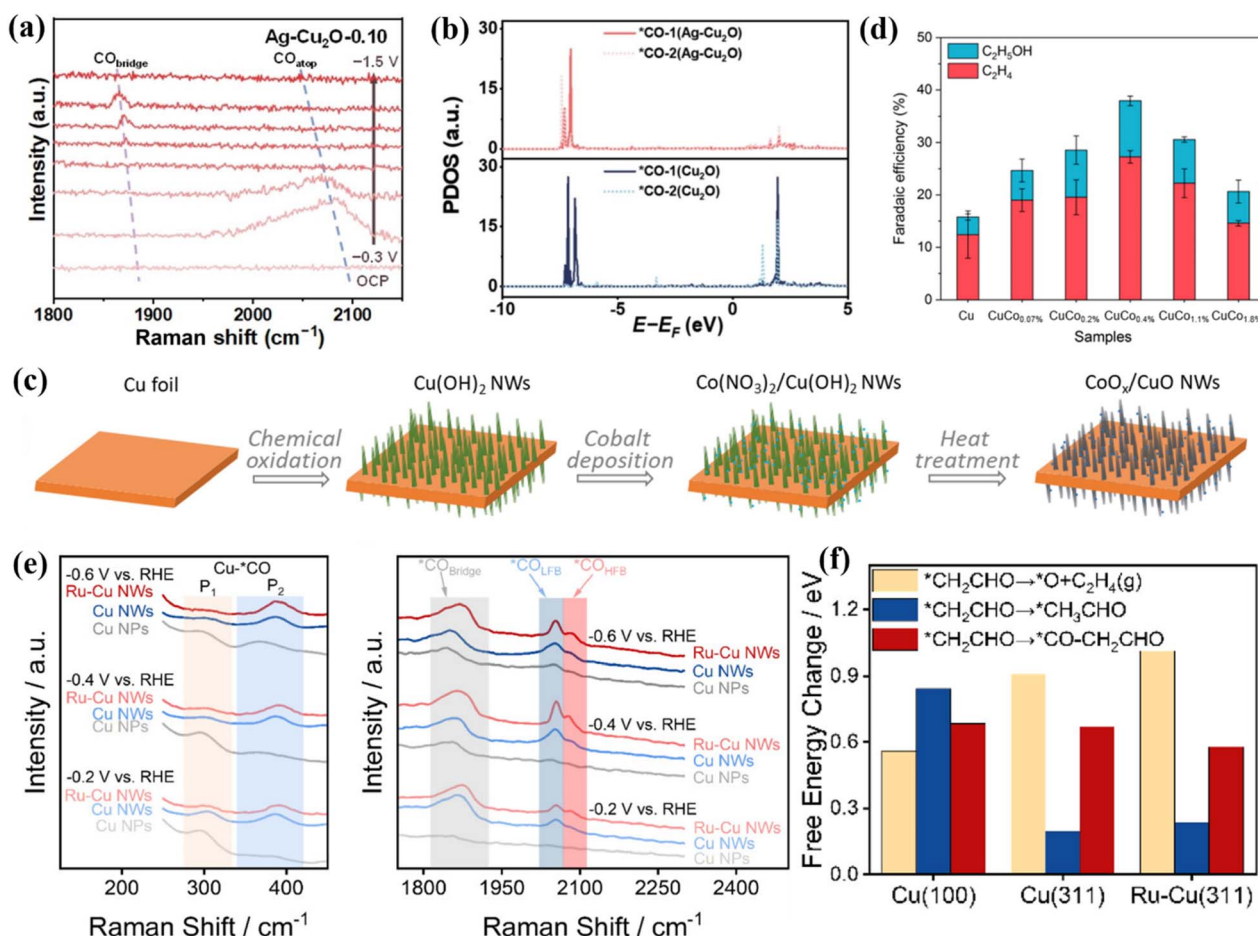 (a)
Ag-Cu₂O-0.10
CO_bridge
CO_atop
−1.5 V
−0.3 V
OCP
Intensity (a.u.)
1800 1900 2000 2100
Raman shift (cm⁻¹)
(b)
*CO-1(Ag-Cu₂O)
*CO-2(Ag-Cu₂O)
30
15
0
*CO-1(Cu₂O)
*CO-2(Cu₂O)
30
15
0
PDOS (a.u.)
-10 -5 0 5
E−E_F (eV)
(d)
C₂H₅OH
C₂H₄
50
40
30
20
10
0
Faradaic efficiency (%)
Cu CuCo₀.₀₇% CuCo₀.₂% CuCo₀.₄% CuCo₁.₁% CuCo₁.₈%
Samples
(c)
Cu foil
Chemical
oxidation
Cu(OH)₂ NWs
Cobalt
deposition
Co(NO₃)₂/Cu(OH)₂ NWs
Heat
treatment
CoOₓ/CuO NWs
(e)
Cu-*CO
P₁ P₂
-0.6 V vs. RHE
Ru-Cu NWs
Cu NWs
Cu NPs
-0.4 V vs. RHE
Ru-Cu NWs
Cu NWs
Cu NPs
-0.2 V vs. RHE
Ru-Cu NWs
Cu NWs
Cu NPs
Intensity / a.u.
200 300 400
Raman Shift / cm⁻¹
*CO_Bridge
*CO_LFB
*CO_HFB
-0.6 V vs. RHE
Ru-Cu NWs
Cu NWs
Cu NPs
-0.4 V vs. RHE
Ru-Cu NWs
Cu NWs
Cu NPs
-0.2 V vs. RHE
Ru-Cu NWs
Cu NWs
Cu NPs
Intensity / a.u.
1800 1950 2100 2250 2400
Raman Shift / cm⁻¹
(f)
*CH₂CHO→*O+C₂H₄(g)
*CH₂CHO→*CH₃CHO
*CH₂CHO→*CO-CH₂CHO
1.2
0.9
0.6
0.3
0.0
Free Energy Change / eV
Cu(100) Cu(311) Ru-Cu(311)